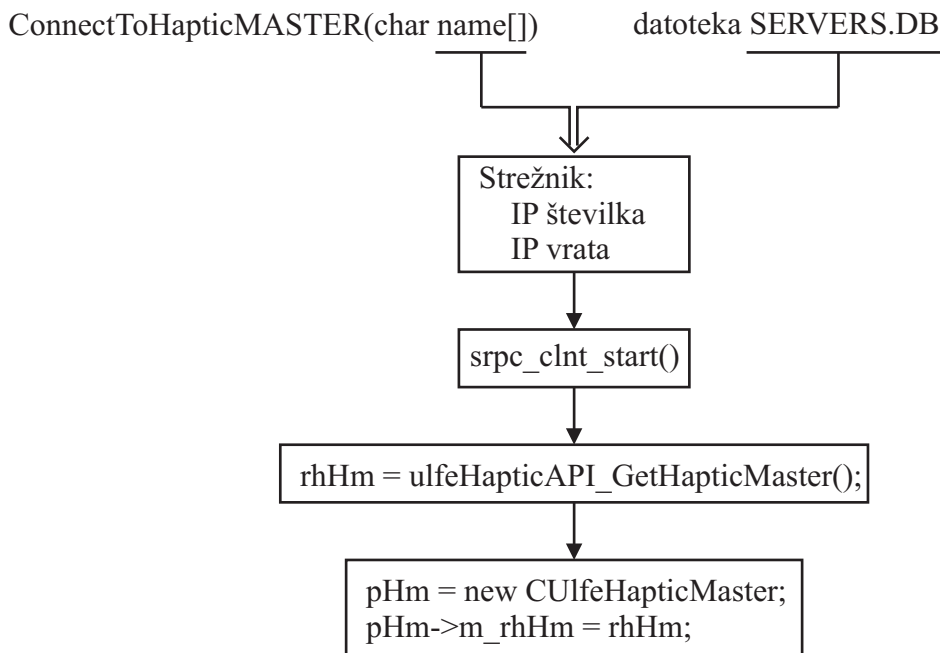 ConnectToHapticMASTER(char name[])
datoteka SERVERS.DB
Strežnik:
IP številka
IP vrata
srpc_clnt_start()
rhHm = ulfeHapticAPI_GetHapticMaster();
pHm = new CUlfeHapticMaster;
pHm->m_rhHm = rhHm;